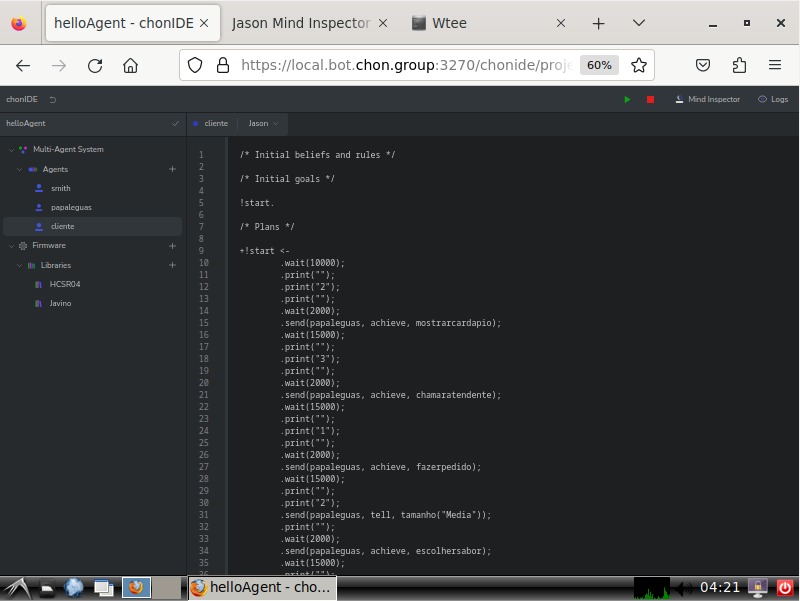 helloAgent - chonIDE
Jason Mind Inspector
Wtee
https://local.bot.chon.group:3270/chonide/proje
60%
chonIDE
Mind Inspector
Logs
helloAgent
cliente
Jason
Multi-Agent System
Agents
smith
papaleguas
cliente
Firmware
Libraries
HCSR04
Javino
1 /* Initial beliefs and rules */
2
3 /* Initial goals */
4
5 !start.
6
7 /* Plans */
8
9 +!start <-
10 .wait(10000);
11 .print("");
12 .print("2");
13 .print("");
14 .wait(2000);
15 .send(papaleguas, achieve, mostrarcardapio);
16 .wait(15000);
17 .print("");
18 .print("3");
19 .print("");
20 .wait(2000);
21 .send(papaleguas, achieve, chamaratendente);
22 .wait(15000);
23 .print("");
24 .print("1");
25 .print("");
26 .wait(2000);
27 .send(papaleguas, achieve, fazerpedido);
28 .wait(15000);
29 .print("");
30 .print("2");
31 .send(papaleguas, tell, tamanho("Media"));
32 .print("");
33 .wait(2000);
34 .send(papaleguas, achieve, escolhersabor);
35 .wait(15000);
36 .print("");
helloAgent - cho...
04:21